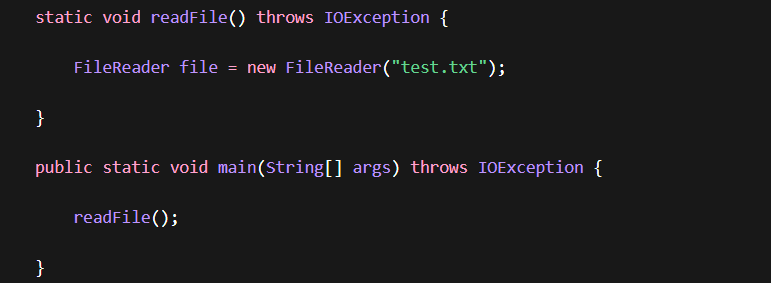 static void readFile() throws IOException {
FileReader file = new FileReader("test.txt");
}
public static void main(String[] args) throws IOException {
readFile();
}